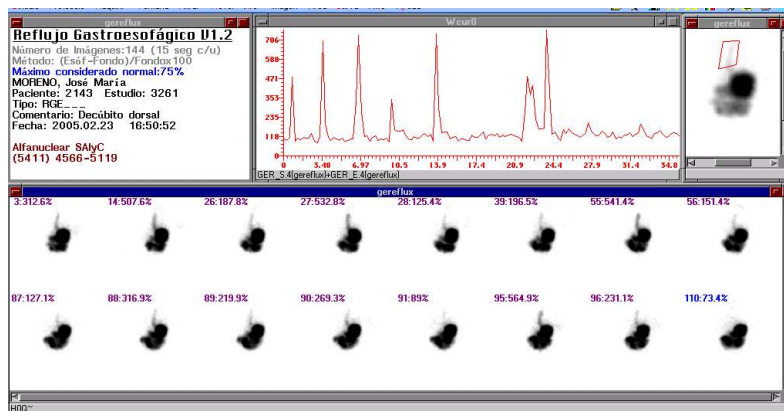 gereflux
Reflujo Gastroesofágico V1.2
Número de Imágenes:144 (15 seg c/u)
Método: (Esóf-Fondo)/Fondox100
Máximo considerado normal:75%
MORENO, José María
Paciente: 2143 Estudio: 3261
Tipo: RGE___
Comentario: Decúbito dorsal
Fecha: 2005.02.23 16:50:52
Alfanuclear SAlyC
(5411) 4566-5119
Wcur0
706
588
471
353
235
118
0
0 3.48 6.97 10.5 13.9 17.4 20.9 24.4 27.9 31.4 34.8
GER_S.4(gereflux)+GER_E.4(gereflux)
gereflux
gereflux
3:312.6% 14:507.6% 26:187.8% 27:532.8% 28:125.4% 39:196.5% 55:541.4% 56:151.4%
87:127.1% 88:316.9% 89:219.9% 90:269.3% 91:89% 95:564.9% 96:231.1% 110:73.4%